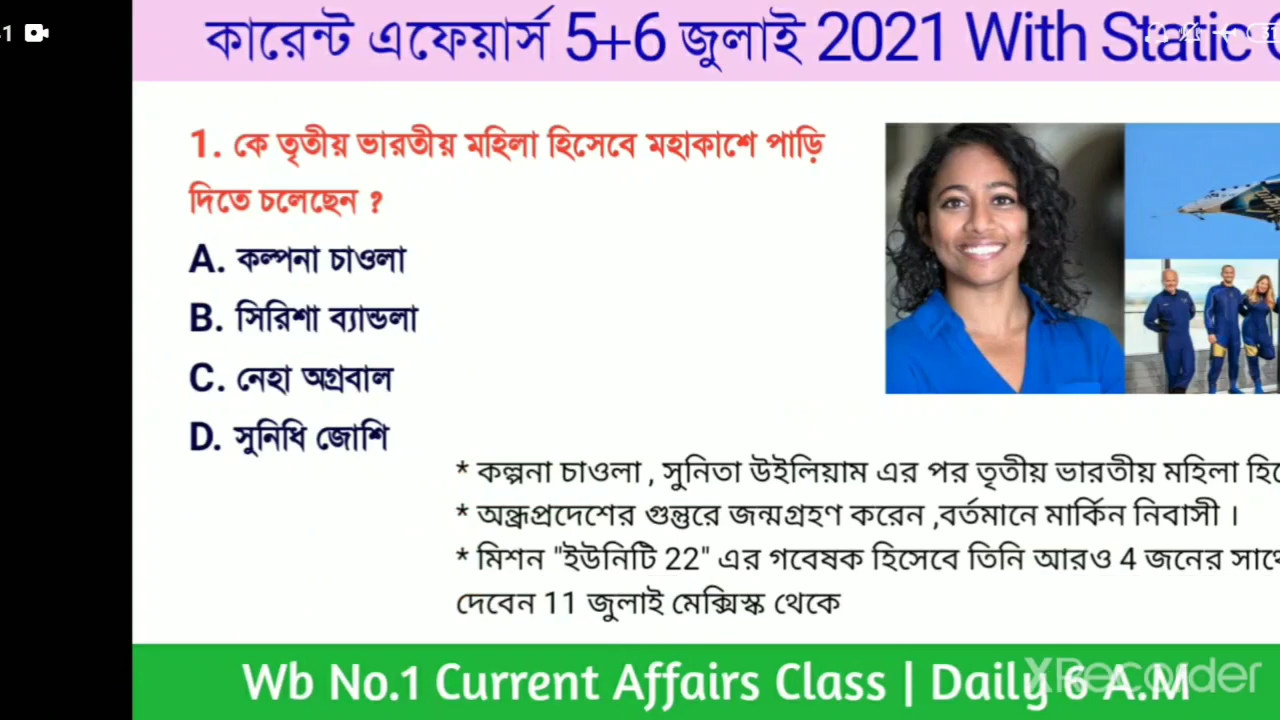 কারেন্ট এফেয়ার্স 5+6 জুলাই 2021 With Static
1. কে তৃতীয় ভারতীয় মহিলা হিসেবে মহাকাশে পাড়ি
দিতে চলেছেন ?
A. কল্পনা চাওলা
B. সিরিশা ব্যান্ডলা
C. নেহা অগ্রবাল
D. সুনিধি জোশি
* কল্পনা চাওলা , সুনিতা উইলিয়াম এর পর তৃতীয় ভারতীয় মহিলা
* অন্ধ্রপ্রদেশের গুন্তুরে জন্মগ্রহণ করেন ,বর্তমানে মার্কিন নিবাসী ।
* মিশন "ইউনিটি 22" এর গবেষক হিসেবে তিনি আরও 4 জনের সাথে
দেবেন 11 জুলাই মেক্সিস্ক থেকে
Wb No.1 Current Affairs Class | Daily 6 A.M
XRecorder